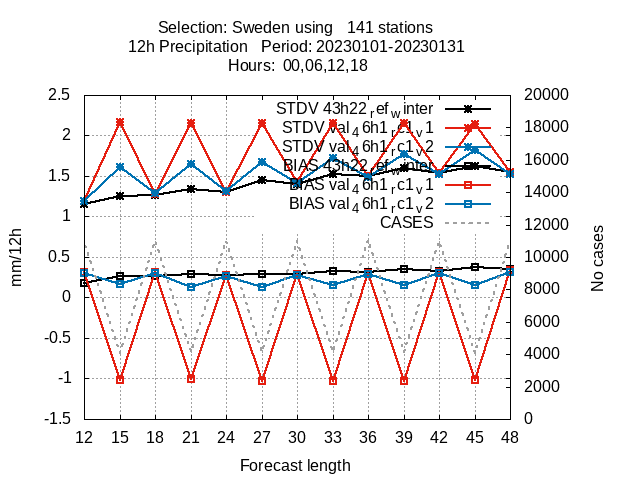 Selection: Sweden using 141 stations
12h Precipitation Period: 20230101-20230131
Hours: 00,06,12,18
STDV 43h22_ref_winter
STDV val_46h1_rc1_v1
STDV val_46h1_rc1_v2
BIAS 43h22_ref_winter
BIAS val_46h1_rc1_v1
BIAS val_46h1_rc1_v2
CASES
2.5
2
1.5
1
0.5
0
-0.5
-1
-1.5
mm/12h
20000
18000
16000
14000
12000
10000
8000
6000
4000
2000
0
No cases
12 15 18 21 24 27 30 33 36 39 42 45 48
Forecast length